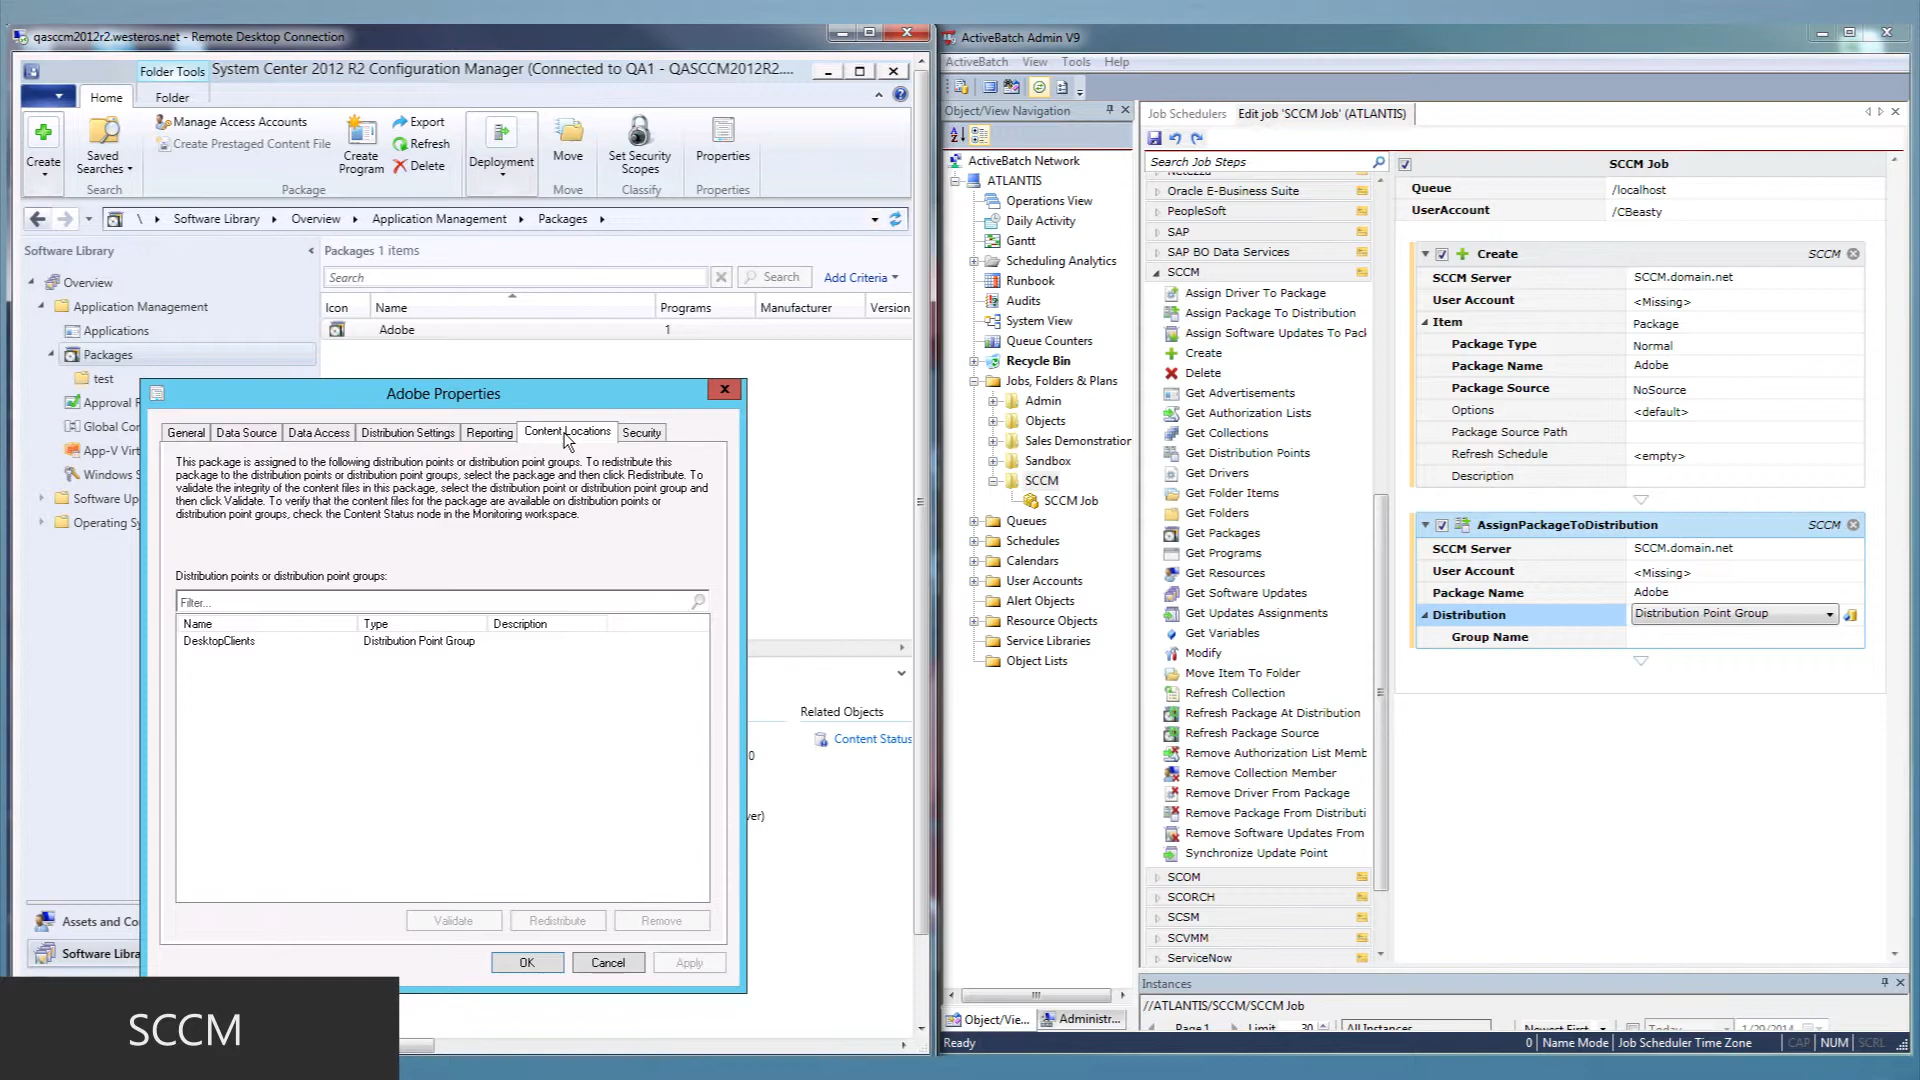 qasccm2012r2.westeros.net - Remote Desktop Connection
Folder Tools
System Center 2012 R2 Configuration Manager (Connected to QA1 - QASCCM2012R2....
Home
Folder
Create
Saved
Searches
Search
Manage Access Accounts
Create Prestaged Content File
Create
Program
Export
Refresh
Delete
Package
Deployment
Move
Move
Set Security
Scopes
Classify
Properties
Properties
\ Software Library Overview Application Management Packages
Software Library
Overview
Application Management
Applications
Packages
test
Approval R
Global Con
App-V Virt
Windows S
Software Up
Operating Sy
Assets and Co
Software Libra
Packages 1 items
Search
Search
Add Criteria
Icon Name Programs Manufacturer Version
Adobe 1
Related Objects
Content Status
0
ver)
Adobe Properties
General Data Source Data Access Distribution Settings Reporting Content Locations Security
This package is assigned to the following distribution points or distribution point groups. To redistribute this
package to the distribution points or distribution point groups, select the package and then click Redistribute. To
validate the integrity of the content files in this package, select the distribution point or distribution point group and
then click Validate. To verify that the content files for the package are available on distribution points or
distribution point groups, check the Content Status node in the Monitoring workspace.
Distribution points or distribution point groups:
Filter...
Name Type Description
DesktopClients Distribution Point Group
Validate Redistribute Remove
OK Cancel Apply
SCCM
ActiveBatch Admin V9
ActiveBatch View Tools Help
Object/View Navigation
ActiveBatch Network
ATLANTIS
Operations View
Daily Activity
Gantt
Scheduling Analytics
Runbook
Audits
System View
Queue Counters
Recycle Bin
Jobs, Folders & Plans
Admin
Objects
Sales Demonstration
Sandbox
SCCM
SCCM Job
Queues
Schedules
Calendars
User Accounts
Alert Objects
Resource Objects
Service Libraries
Object Lists
Object/Vie... Administr...
Job Schedulers Edit job 'SCCM Job' (ATLANTIS)
Search Job Steps
Netezza
Oracle E-Business Suite
PeopleSoft
SAP
SAP BO Data Services
SCCM
Assign Driver To Package
Assign Package To Distribution
Assign Software Updates To Pack
Create
Delete
Get Advertisements
Get Authorization Lists
Get Collections
Get Distribution Points
Get Drivers
Get Folder Items
Get Folders
Get Packages
Get Programs
Get Resources
Get Software Updates
Get Updates Assignments
Get Variables
Modify
Move Item To Folder
Refresh Collection
Refresh Package At Distribution
Refresh Package Source
Remove Authorization List Memb
Remove Collection Member
Remove Driver From Package
Remove Package From Distributi
Remove Software Updates From
Synchronize Update Point
SCOM
SCORCH
SCSM
SCVMM
ServiceNow
SCCM Job
Queue /localhost
UserAccount /CBeasty
Create SCCM
SCCM Server SCCM.domain.net
User Account <Missing>
Item Package
Package Type Normal
Package Name Adobe
Package Source NoSource
Options <default>
Package Source Path
Refresh Schedule <empty>
Description
AssignPackageToDistribution SCCM
SCCM Server SCCM.domain.net
User Account <Missing>
Package Name Adobe
Distribution Distribution Point Group
Group Name
Instances
//ATLANTIS/SCCM/SCCM Job
Page 1 Limit 30 All Instances Newest First Today 1/29/2014
Ready 0 Name Mode Job Scheduler Time Zone CAP NUM SCRL